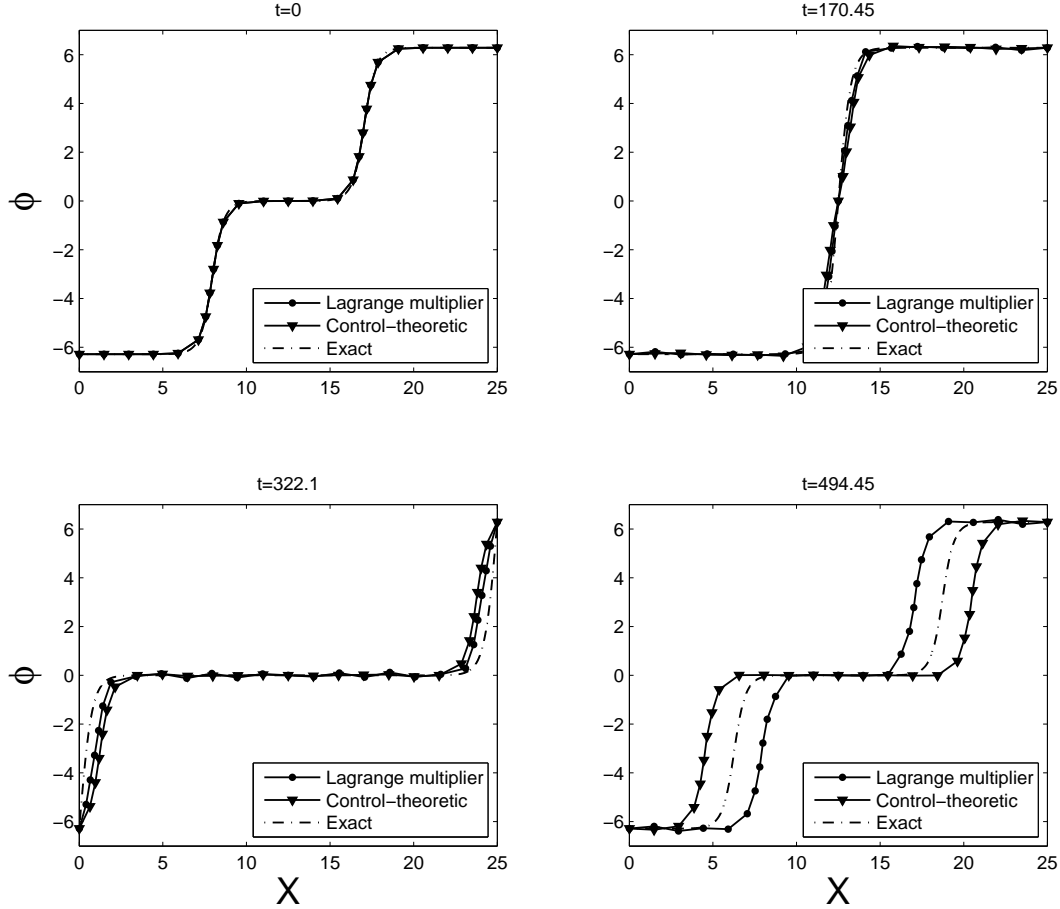 t=0
6
4
2
0
−2
−4
−6
0 5 10 15 20 25
ϕ
Lagrange multiplier
Control−theoretic
Exact
t=170.45
6
4
2
0
−2
−4
−6
0 5 10 15 20 25
Lagrange multiplier
Control−theoretic
Exact
t=322.1
6
4
2
0
−2
−4
−6
0 5 10 15 20 25
ϕ
X
Lagrange multiplier
Control−theoretic
Exact
t=494.45
6
4
2
0
−2
−4
−6
0 5 10 15 20 25
X
Lagrange multiplier
Control−theoretic
Exact